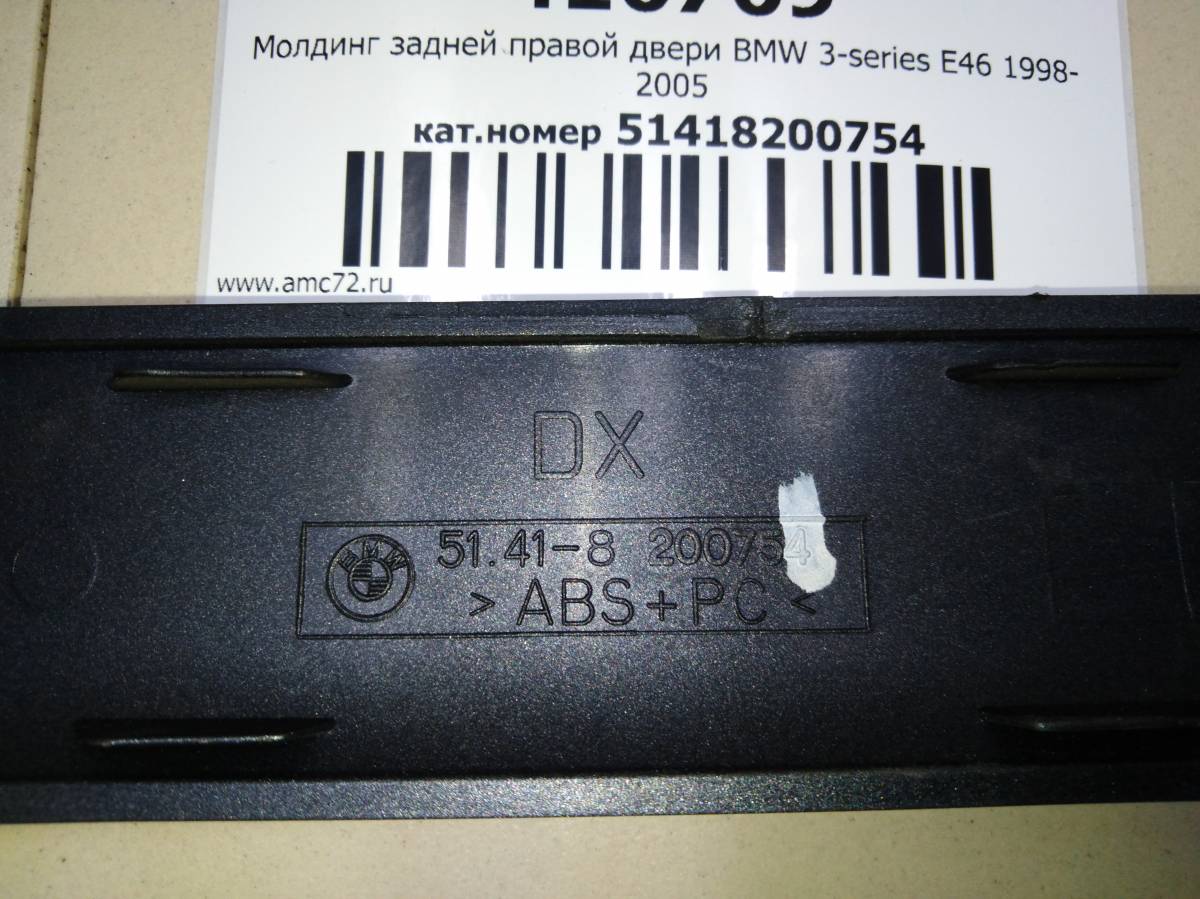 Молдинг задней правой двери BMW 3-series E46 1998-
2005
кат.номер 51418200754
www.amc72.ru
DX
BMW
51.41-8 200754
>ABS+PC<